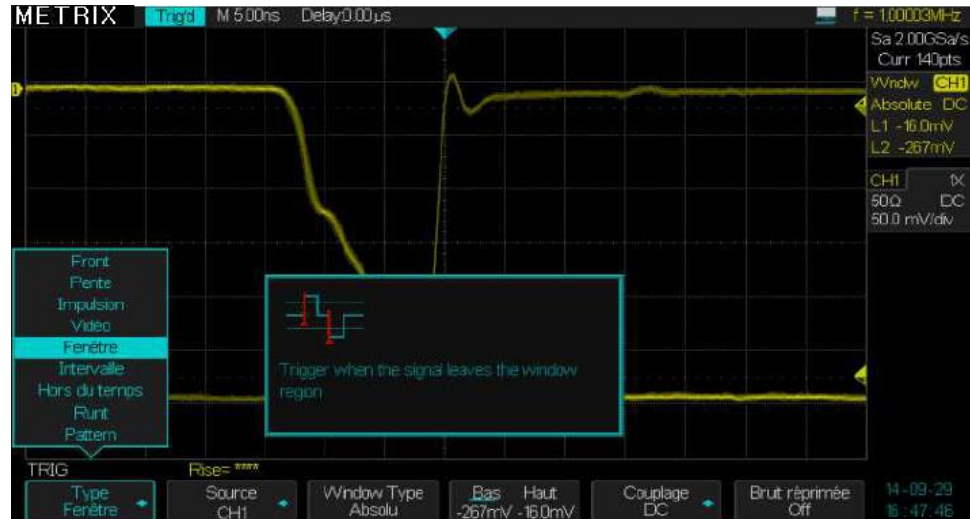 METRIX Trig'd M 5.00ns Delay:0.00µs f = 1.00003MHz
Sa 2.00GSa/s
Curr 140pts
Wndw CH1
Absolute DC
L1 -16.0mV
L2 -267mV
CH1 1X
50Ω DC
50.0 mV/div
1
Front
Pente
Impulsion
Vidéo
Fenêtre
Intervalle
Hors du temps
Runt
Pattern
Trigger when the signal leaves the window
region
TRIG Rise= ****
Type
Fenêtre
Source
CH1
Window Type
Absolu
Bas Haut
-267mV -16.0mV
Couplage
DC
Brut réprimée
Off
14-09-29
16:47:46